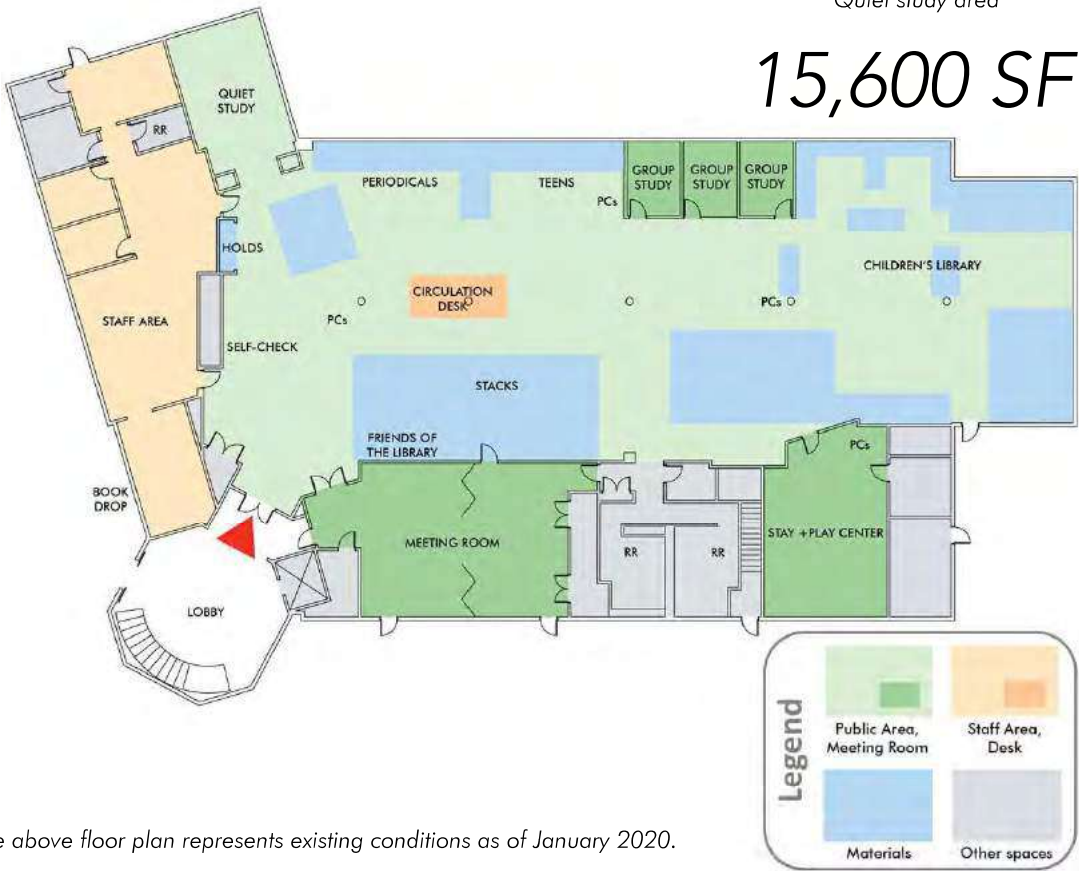 Quiet study area
15,600 SF
QUIET
STUDY
RR
PERIODICALS
TEENS
PCs
GROUP
STUDY
GROUP
STUDY
GROUP
STUDY
HOLDS
CHILDREN'S LIBRARY
CIRCULATION
DESK
PCs
PCs
STAFF AREA
SELF-CHECK
STACKS
FRIENDS OF
THE LIBRARY
PCs
BOOK
DROP
MEETING ROOM
RR
RR
STAY +PLAY CENTER
LOBBY
Legend
Public Area,
Meeting Room
Staff Area,
Desk
Materials
Other spaces
e above floor plan represents existing conditions as of January 2020.